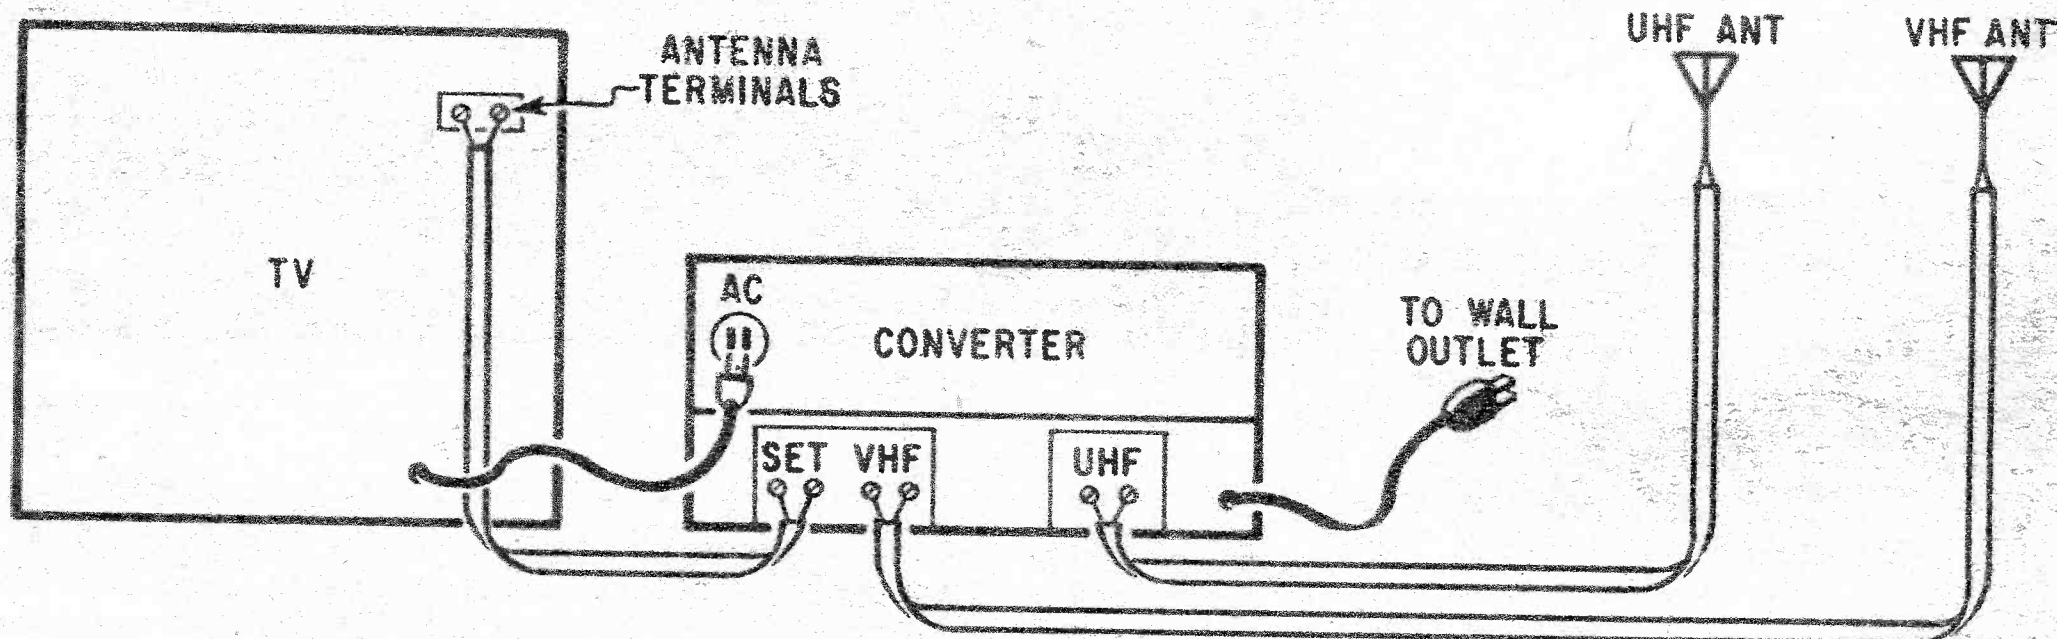 UHF ANT
VHF ANT
ANTENNA
TERMINALS
TV
AC
CONVERTER
TO WALL
OUTLET
SET VHF
UHF